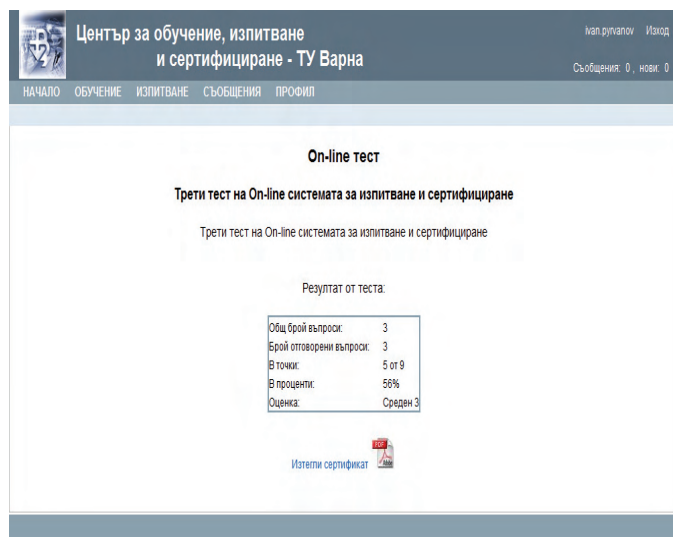 Център за обучение, изпитване
и сертифициране - ТУ Варна
ivan.pyrvanov Изход
Съобщения: 0 , нови: 0
НАЧАЛО ОБУЧЕНИЕ ИЗПИТВАНЕ СЪОБЩЕНИЯ ПРОФИЛ
On-line тест
Трети тест на On-line системата за изпитване и сертифициране
Трети тест на On-line системата за изпитване и сертифициране
Резултат от теста:
Общ брой въпроси: 3
Брой отговорени въпроси: 3
В точки: 5 от 9
В проценти: 56%
Оценка: Среден 3
PDF
Изтегли сертификат
Adobe